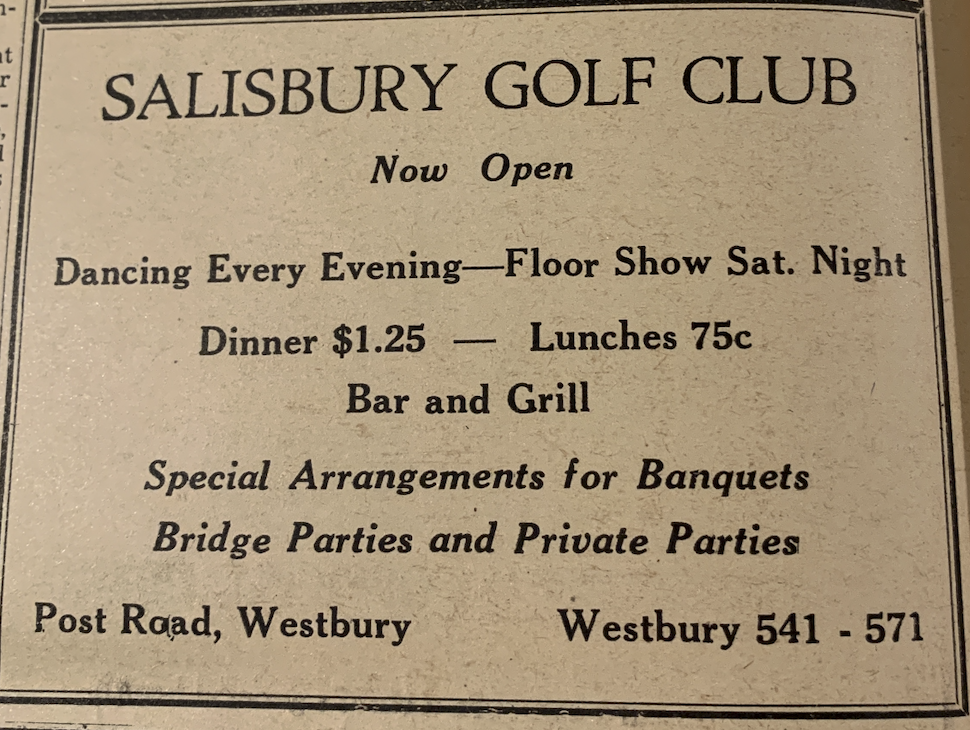 SALISBURY GOLF CLUB
Now Open
Dancing Every Evening—Floor Show Sat. Night
Dinner $1.25 — Lunches 75c
Bar and Grill
Special Arrangements for Banquets
Bridge Parties and Private Parties
Post Road, Westbury Westbury 541 - 571